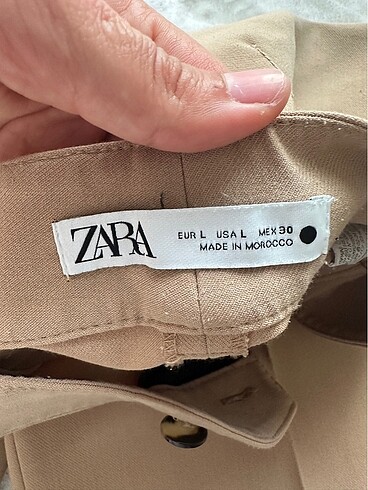 ZARA
EUR L USA L MEX 30
MADE IN MOROCCO